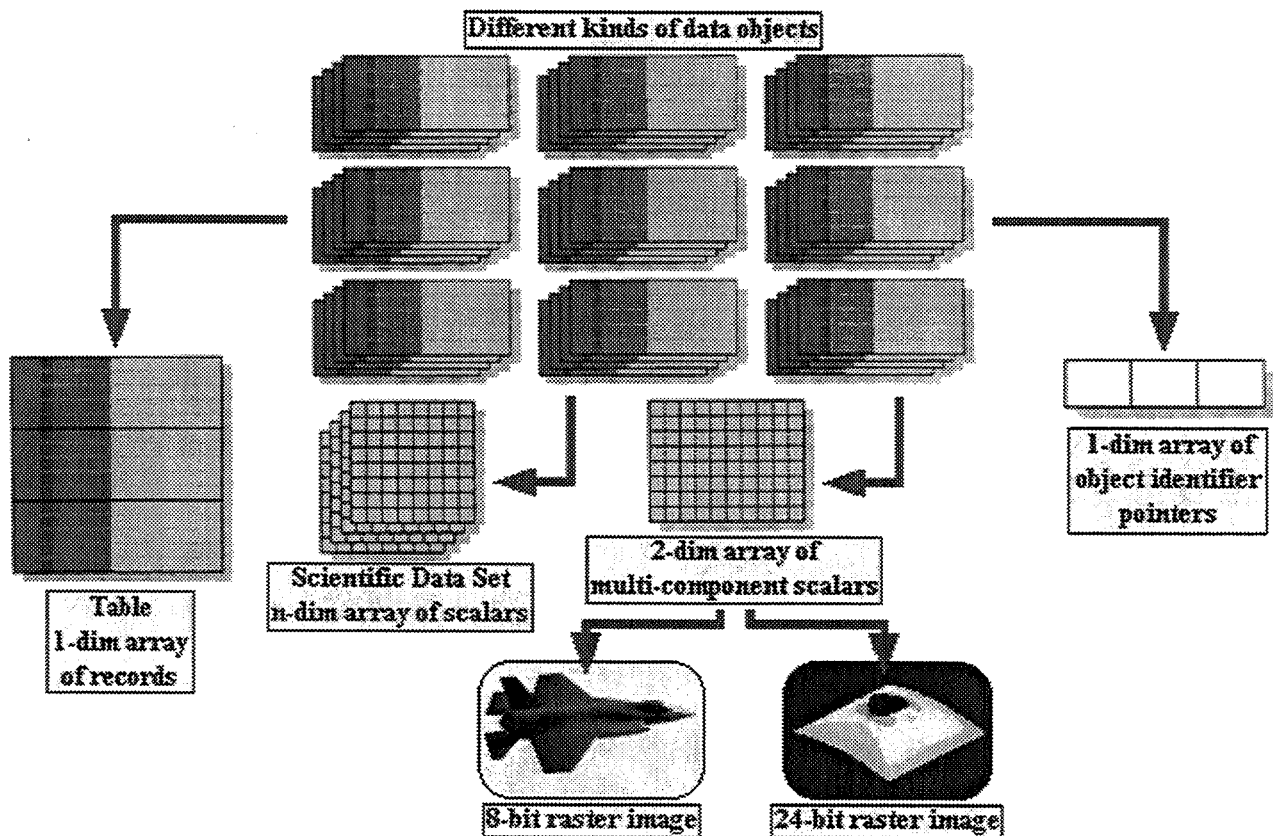 Different kinds of data objects
1-dim array of
object identifier
pointers
2-dim array of
multi-component scalars
Scientific Data Set
n-dim array of scalars
Table
1-dim array
of records
8-bit raster image
24-bit raster image